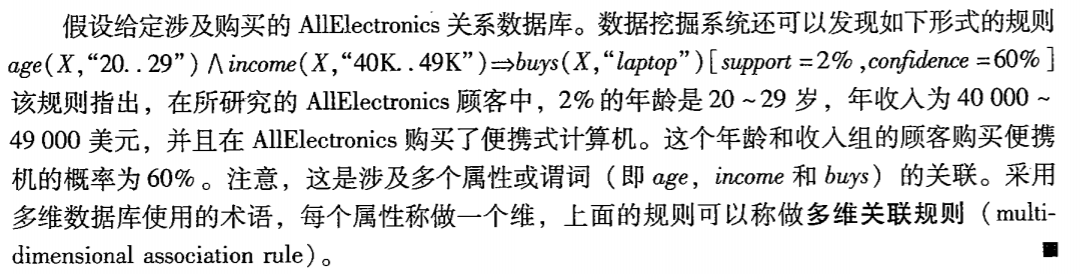 假设给定涉及购买的 AllElectronics 关系数据库。数据挖掘系统还可以发现如下形式的规则
age(X,“20..29”)∧income(X,“40K..49K”)⇒buys(X,“laptop”)[support=2%,confidence=60%]
该规则指出，在所研究的 AllElectronics 顾客中，2%的年龄是 20~29 岁，年收入为 40 000~
49 000 美元，并且在 AllElectronics 购买了便携式计算机。这个年龄和收入组的顾客购买便携
机的概率为 60%。注意，这是涉及多个属性或谓词（即 age，income 和 buys）的关联。采用
多维数据库使用的术语，每个属性称做一个维，上面的规则可以称做多维关联规则（multi-
dimensional association rule）。